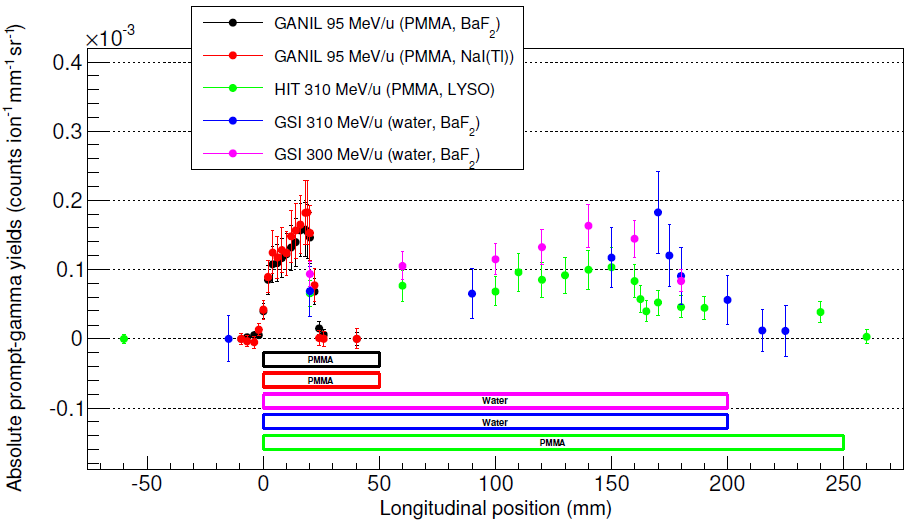 GANIL 95 MeV/u (PMMA, BaF2)
GANIL 95 MeV/u (PMMA, NaI(Tl))
HIT 310 MeV/u (PMMA, LYSO)
GSI 310 MeV/u (water, BaF2)
GSI 300 MeV/u (water, BaF2)
×10-3
Absolute prompt-gamma yields (counts ion-1 mm-1 sr-1)
0.4
0.3
0.2
0.1
0
-0.1
PMMA
PMMA
Water
Water
PMMA
-50 0 50 100 150 200 250
Longitudinal position (mm)